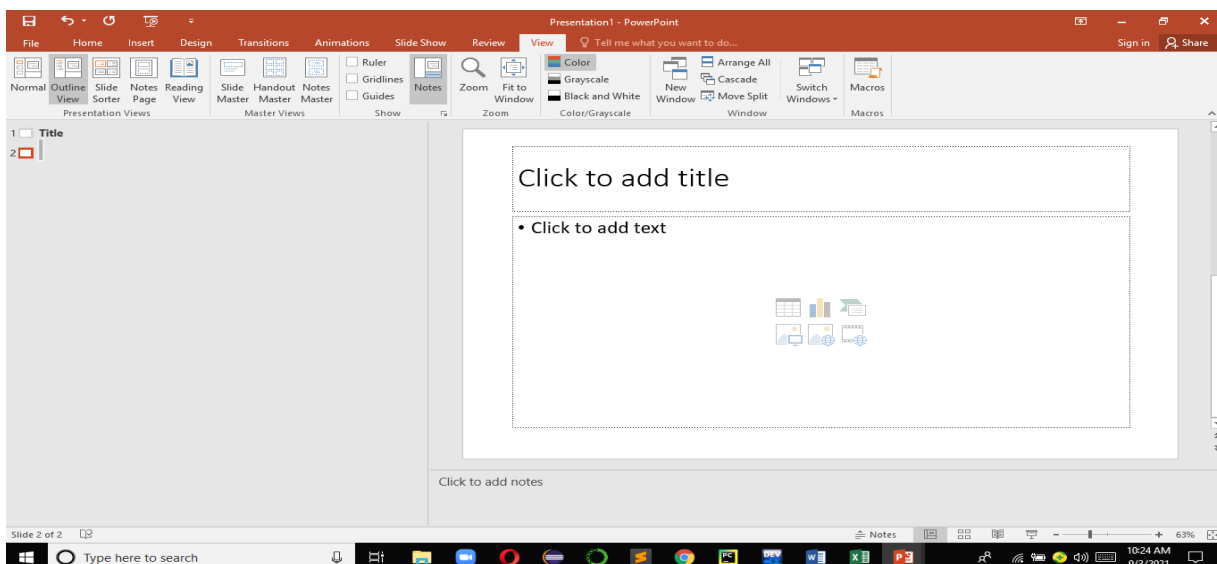 Presentation1 - PowerPoint
File Home Insert Design Transitions Animations Slide Show Review View Tell me what you want to do... Sign in Share
Normal Outline View Slide Sorter Notes Page Reading View
Presentation Views
Slide Master Handout Master Notes Master
Master Views
Ruler
Gridlines
Guides
Show
Notes
Zoom Fit to Window
Zoom
Color
Grayscale
Black and White
Color/Grayscale
New Window
Arrange All
Cascade
Move Split
Switch Windows
Window
Macros
Macros
1 Title
2
Click to add title
• Click to add text
Click to add notes
Slide 2 of 2 Notes 63%
Type here to search
PC DEV
10:24 AM
9/3/2021